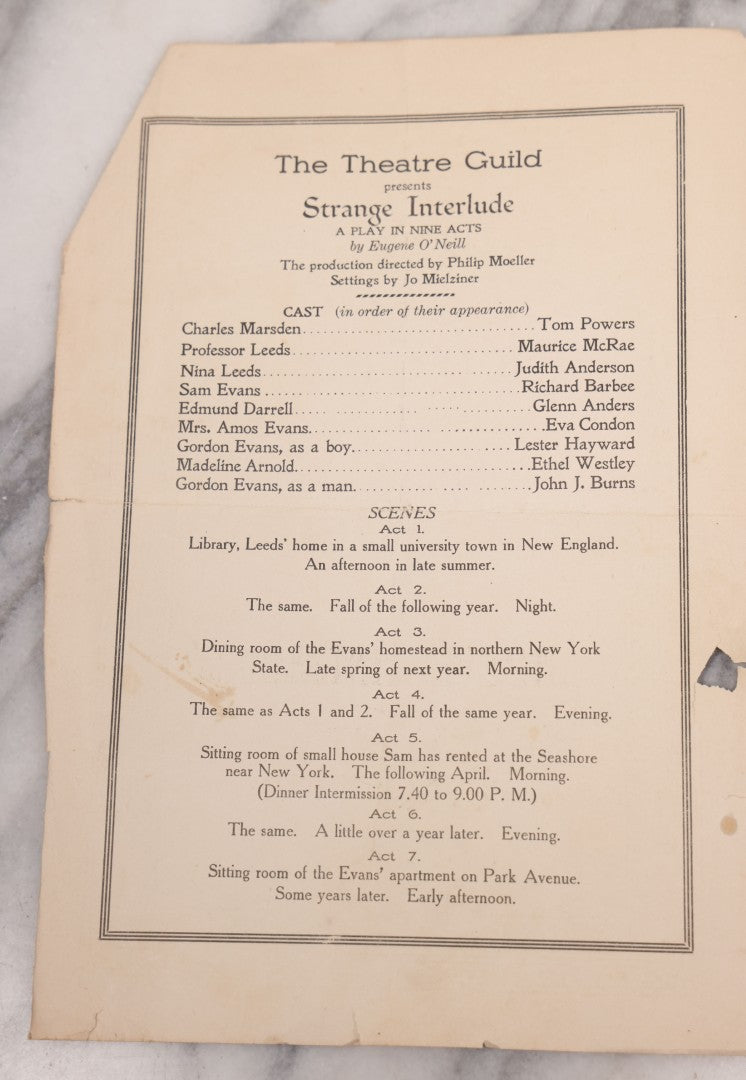 The Theatre Guild
presents
Strange Interlude
A PLAY IN NINE ACTS
by Eugene O'Neill
The production directed by Philip Moeller
Settings by Jo Mielziner
CAST (in order of their appearance)
Charles Marsden.................................Tom Powers
Professor Leeds.................................Maurice McRae
Nina Leeds.................................Judith Anderson
Sam Evans.................................Richard Barbee
Edmund Darrell.................................Glenn Anders
Mrs. Amos Evans.................................Eva Condon
Gordon Evans, as a boy.......................Lester Hayward
Madeline Arnold.................................Ethel Westley
Gordon Evans, as a man.......................John J. Burns
SCENES
Act 1.
Library, Leeds' home in a small university town in New England.
An afternoon in late summer.
Act 2.
The same. Fall of the following year. Night.
Act 3.
Dining room of the Evans' homestead in northern New York
State. Late spring of next year. Morning.
Act 4.
The same as Acts 1 and 2. Fall of the same year. Evening.
Act 5.
Sitting room of small house Sam has rented at the Seashore
near New York. The following April. Morning.
(Dinner Intermission 7.40 to 9.00 P. M.)
Act 6.
The same. A little over a year later. Evening.
Act 7.
Sitting room of the Evans' apartment on Park Avenue.
Some years later. Early afternoon.